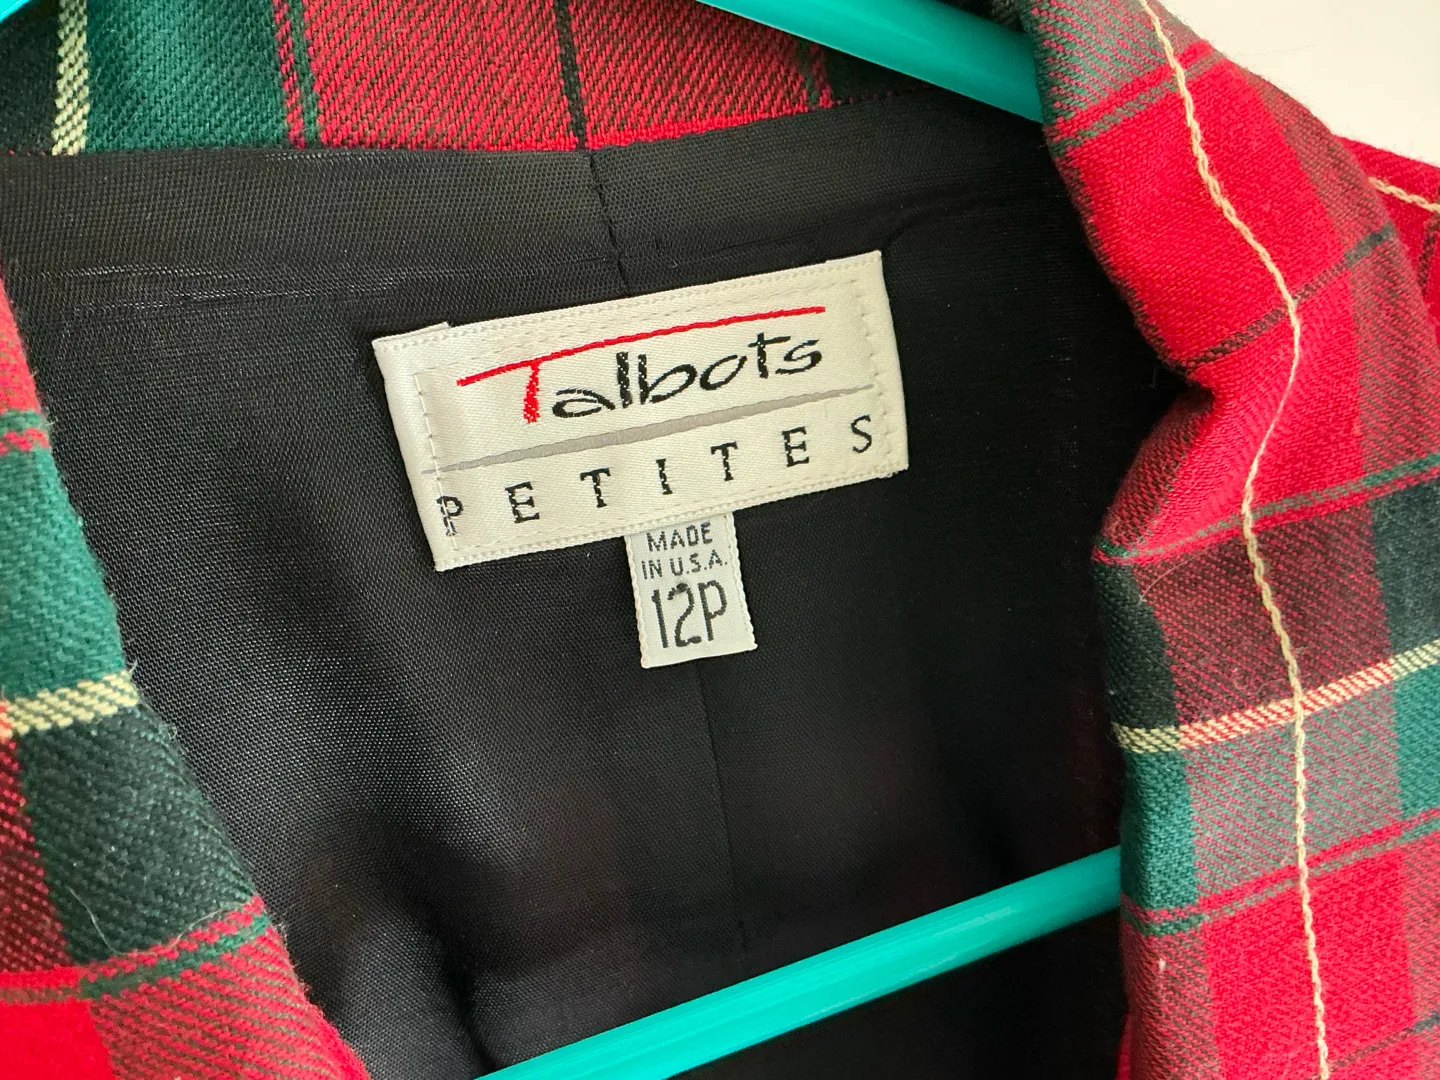 Talbots
PETITES
MADE
IN U.S.A.
12P